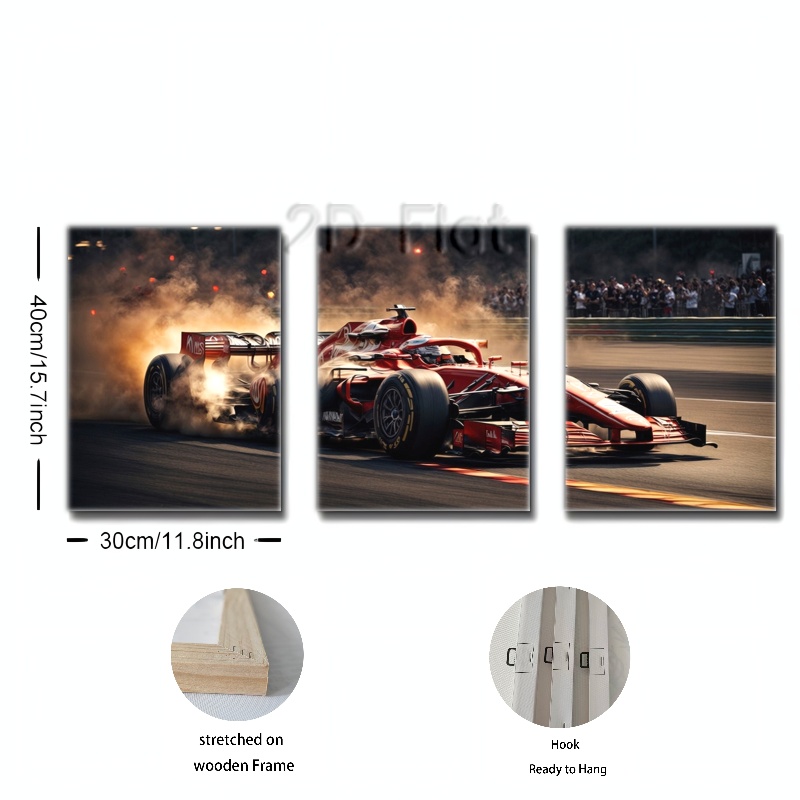 2D Flat
40cm/15.7inch
30cm/11.8inch
stretched on
wooden Frame
Hook
Ready to Hang